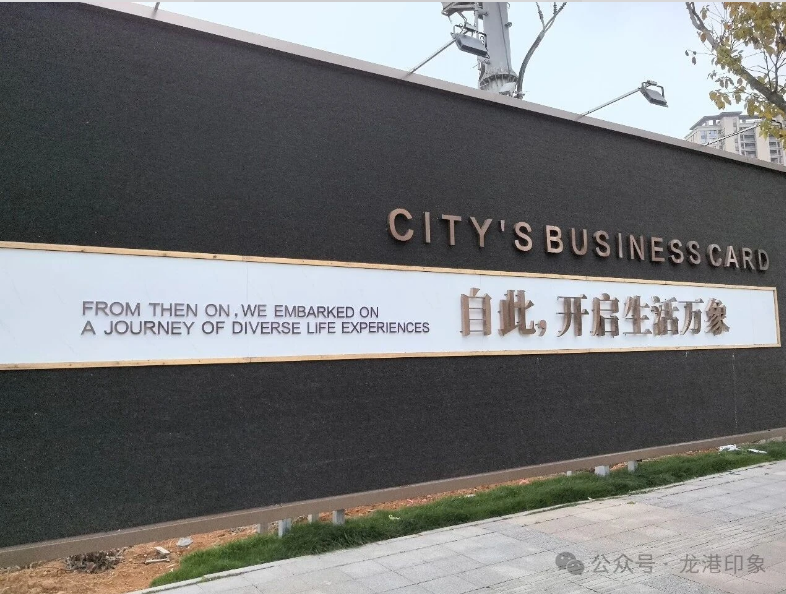 CITY'S BUSINESS CARD
FROM THEN ON,WE EMBARKED ON
A JOURNEY OF DIVERSE LIFE EXPERIENCES
自此,开启生活万象
公众号·龙港印象